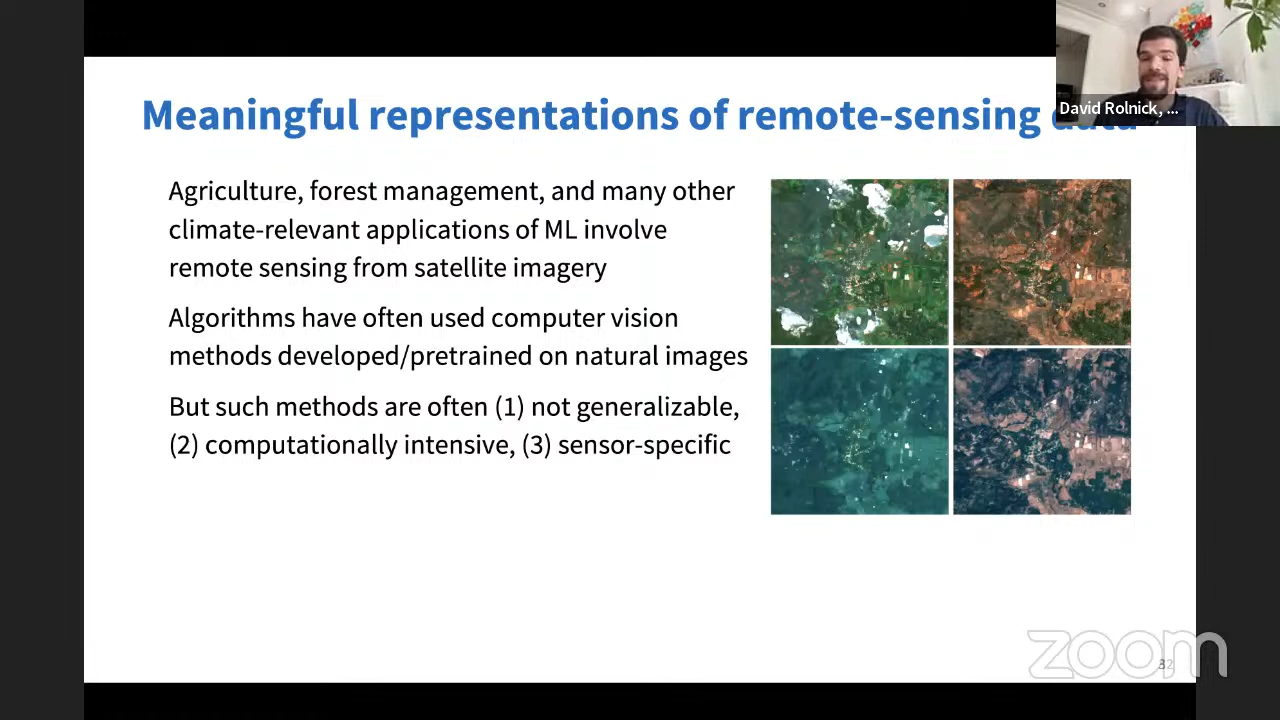 Meaningful representations of remote-sensing
David Rolnick, ...
Agriculture, forest management, and many other
climate-relevant applications of ML involve
remote sensing from satellite imagery
Algorithms have often used computer vision
methods developed/pretrained on natural images
But such methods are often (1) not generalizable,
(2) computationally intensive, (3) sensor-specific
zoom
32